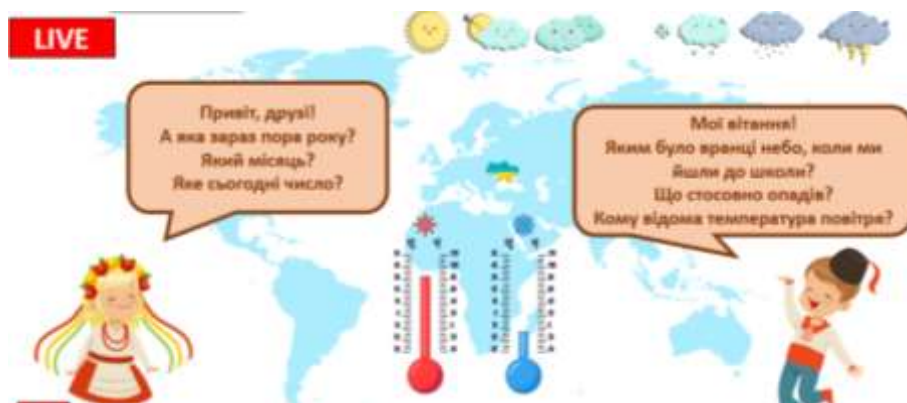 LIVE
Привіт, друзі!
А яка зараз пора року?
Який місяць?
Яке сьогодні число?
Мої вітання!
Яким було вранці небо, коли ми
йшли до школи?
Що стосовно опадів?
Кому відома температура повітря?